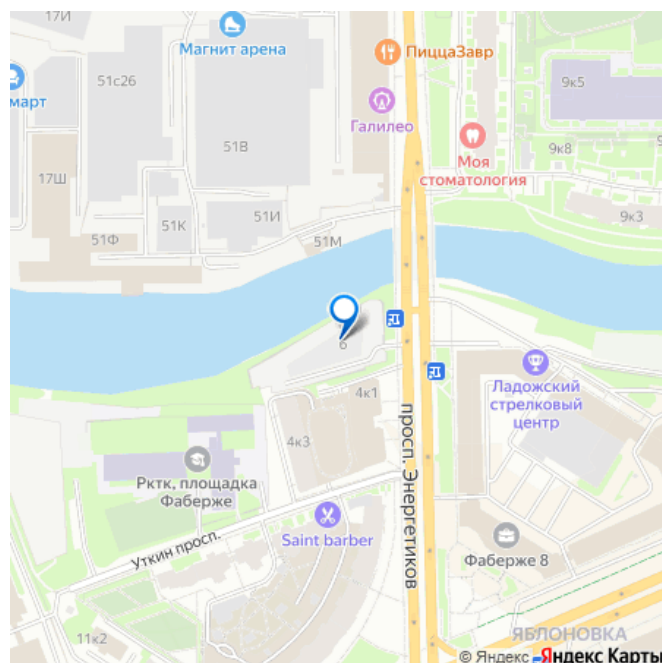 17И
Магнит арена
ПиццаЗавр
51с26
9к5
март
Галилео
51В
9к8
Моя
стоматология
17Ш
51И
51К
9к3
51Ф
51М
6
4к1
Ладожский
стрелковый
центр
просп. Энергетиков
4к3
Рктк, площадка
Фаберже
Saint barber
Уткин просп.
Фаберже 8
11к2
ЯБЛОНОВКА
© Яндекс
Яндекс Карты